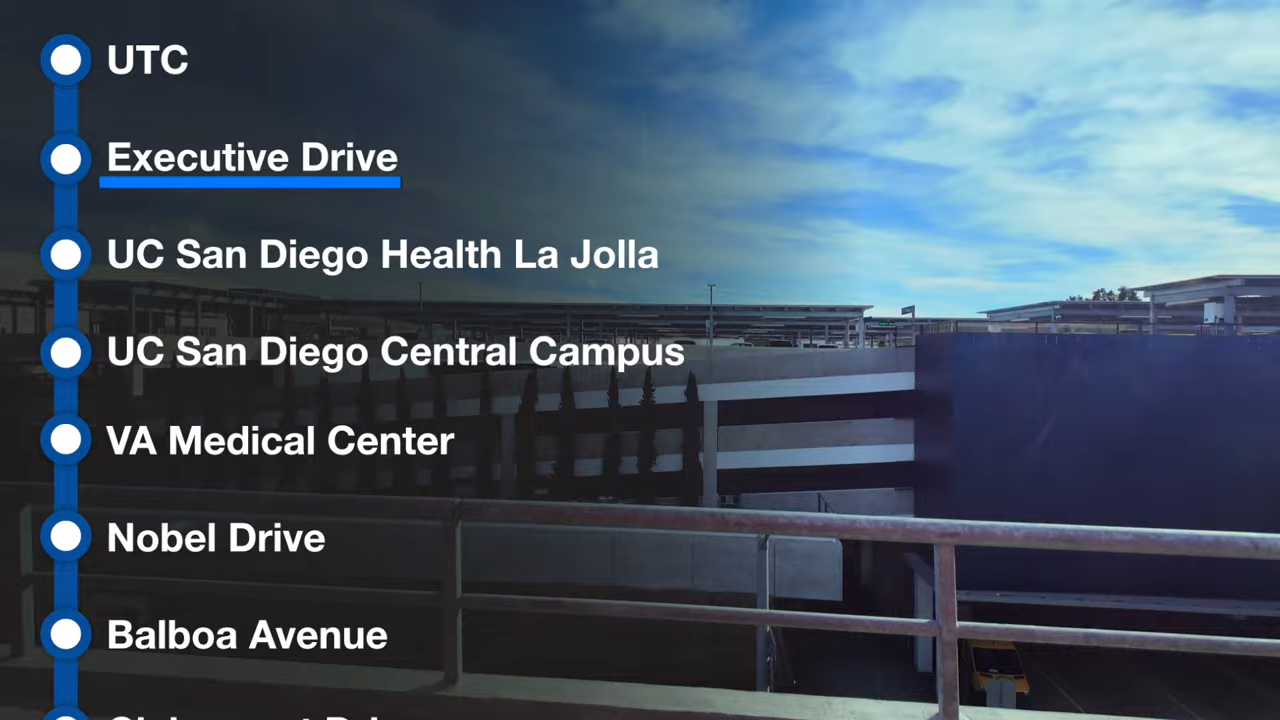 UTC
Executive Drive
UC San Diego Health La Jolla
UC San Diego Central Campus
VA Medical Center
Nobel Drive
Balboa Avenue